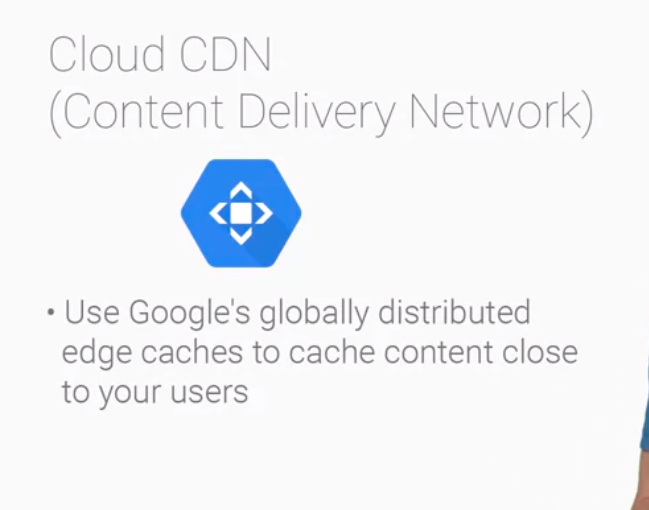 Cloud CDN
(Content Delivery Network)
• Use Google's globally distributed
edge caches to cache content close
to your users